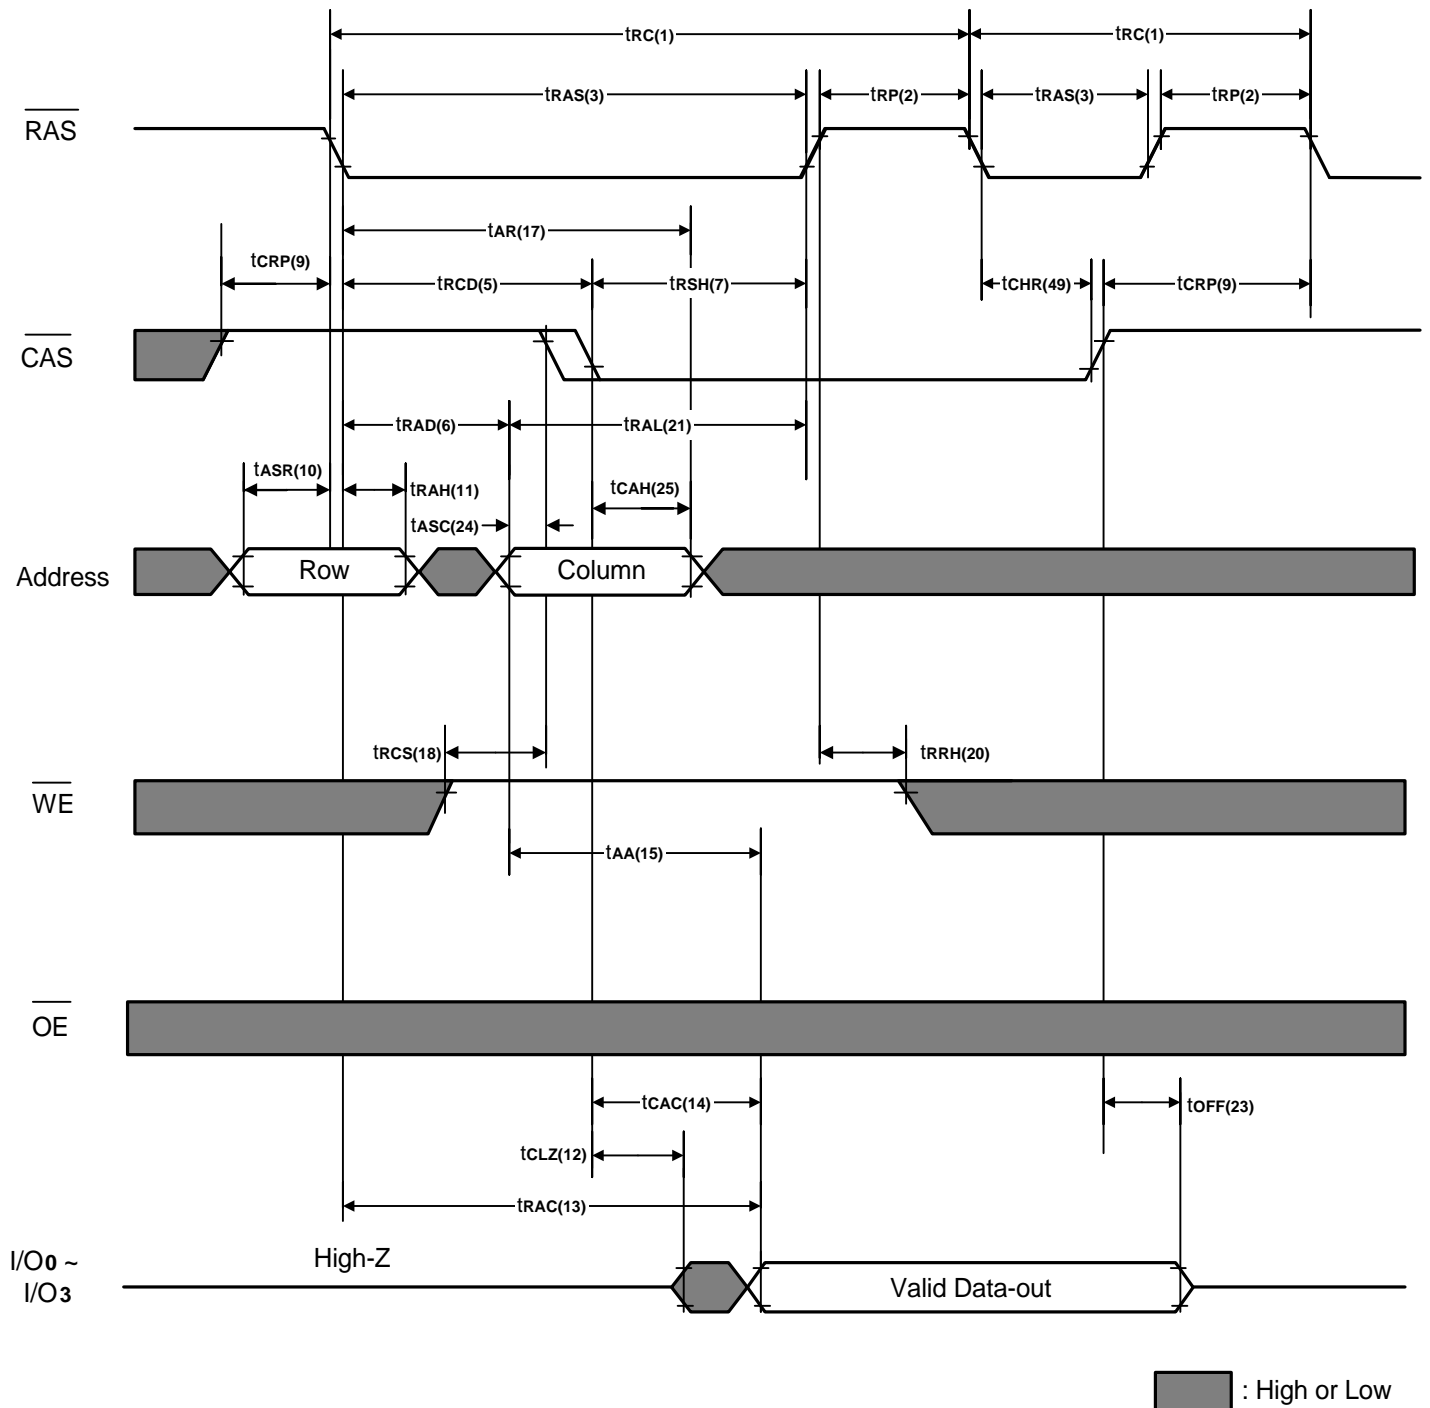 tRC(1) tRC(1)
tRAS(3) tRP(2) tRAS(3) tRP(2)
RAS
tAR(17)
tCRP(9) tRCD(5) tRSH(7) tCHR(49) tCRP(9)
CAS
tRAD(6) tRAL(21)
tASR(10) tRAH(11) tCAH(25)
tASC(24)
Address Row Column
tRCS(18) tRRH(20)
WE
tAA(15)
OE
tCAC(14) tOFF(23)
tCLZ(12)
tRAC(13)
High-Z
I/O0 ~
I/O3
Valid Data-out
: High or Low